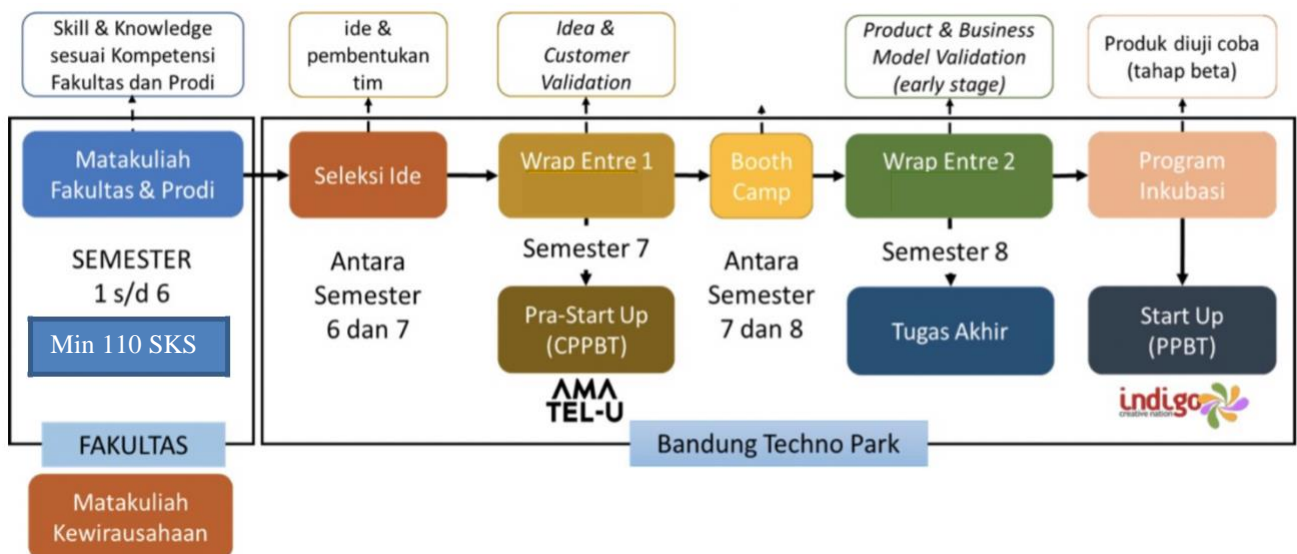 Skill & Knowledge
sesuai Kompetensi
Fakultas dan Prodi
ide &
pembentukan
tim
Idea &
Customer
Validation
Product & Business
Model Validation
(early stage)
Produk diuji coba
(tahap beta)
Matakuliah
Fakultas & Prodi
Seleksi Ide
Wrap Entre 1
Booth
Camp
Wrap Entre 2
Program
Inkubasi
SEMESTER
1 s/d 6
Min 110 SKS
Antara
Semester
6 dan 7
Semester 7
Pra-Start Up
(CPPBT)
AMA
TEL-U
Antara
Semester
7 dan 8
Semester 8
Tugas Akhir
Start Up
(PPBT)
indigo
creative nation
FAKULTAS
Bandung Techno Park
Matakuliah
Kewirausahaan